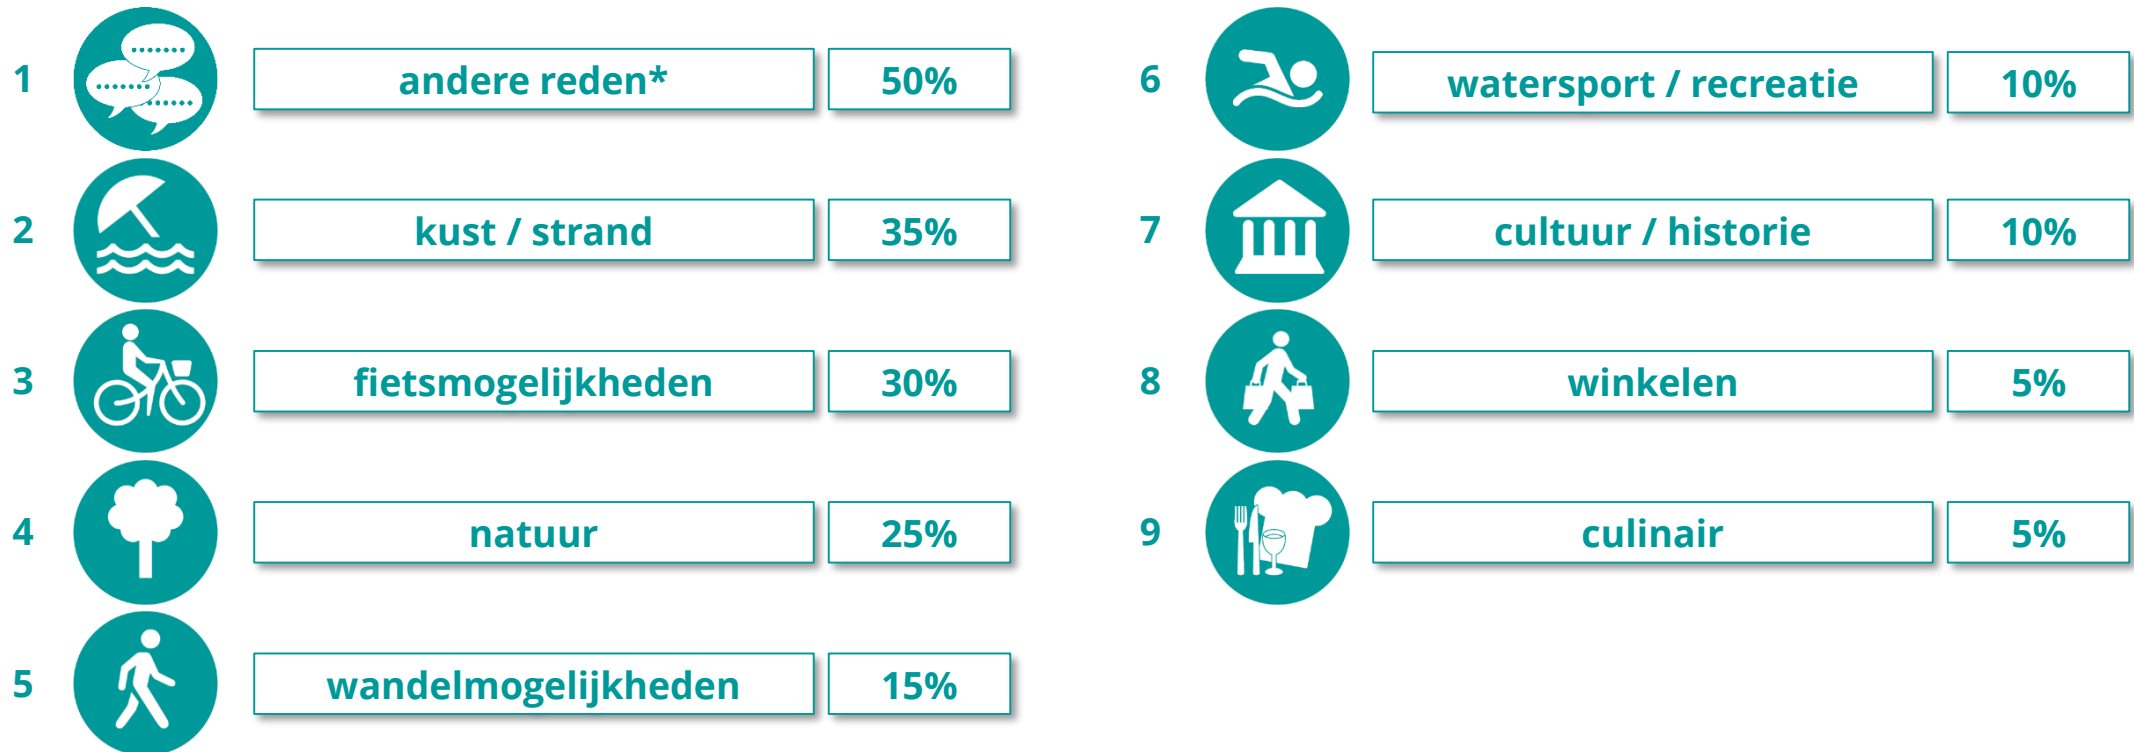 1 andere reden* 50%
2 kust / strand 35%
3 fietsmogelijkheden 30%
4 natuur 25%
5 wandelmogelijkheden 15%
6 watersport / recreatie 10%
7 cultuur / historie 10%
8 winkelen 5%
9 culinair 5%